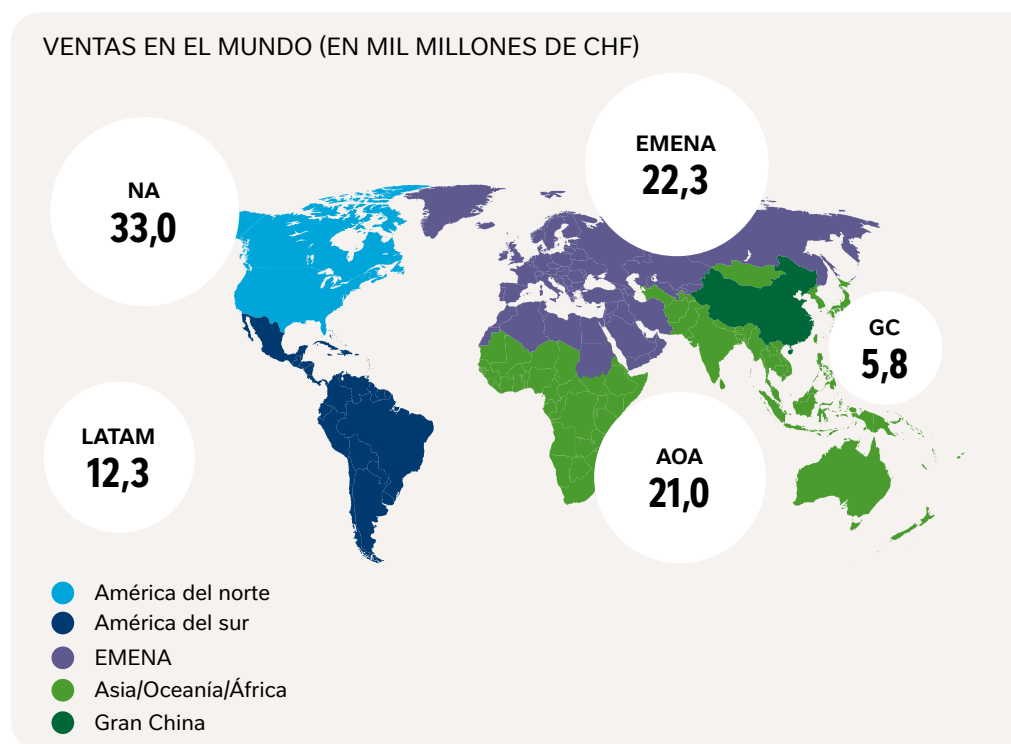 VENTAS EN EL MUNDO (EN MIL MILLONES DE CHF)
NA
33,0
EMENA
22,3
GC
5,8
LATAM
12,3
AOA
21,0
América del norte
América del sur
EMENA
Asia/Oceanía/África
Gran China